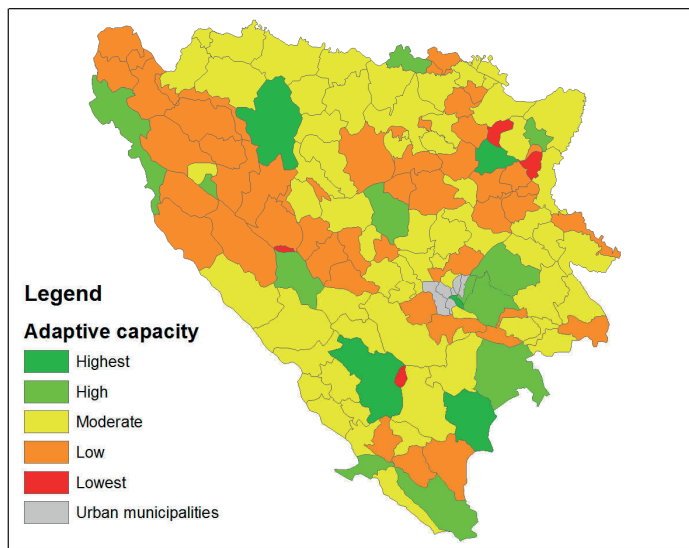 Legend
Adaptive capacity
Highest
High
Moderate
Low
Lowest
Urban municipalities